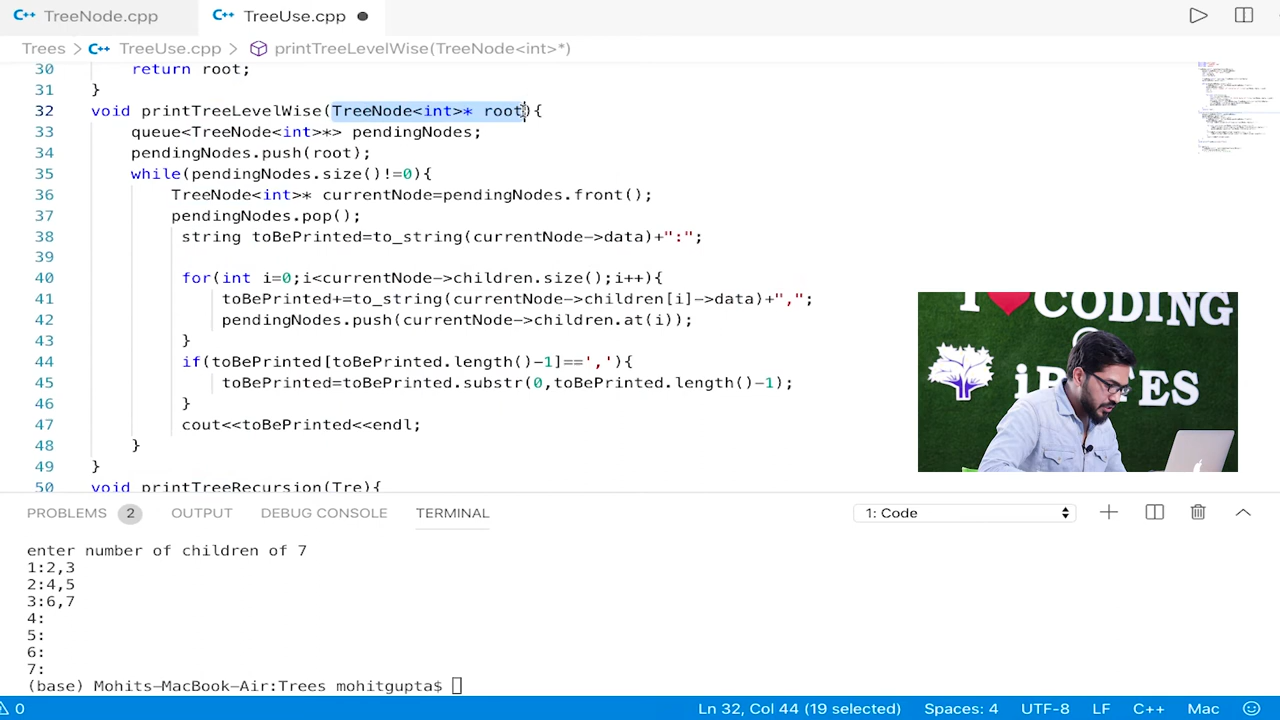 TreeNode.cpp
TreeUse.cpp
Trees > TreeUse.cpp > printTreeLevelWise(TreeNode<int>*)
30 return root;
31 }
32 void printTreeLevelWise(TreeNode<int>* root){
33 queue<TreeNode<int>*> pendingNodes;
34 pendingNodes.push(root);
35 while(pendingNodes.size()!=0){
36 TreeNode<int>* currentNode=pendingNodes.front();
37 pendingNodes.pop();
38 string toBePrinted=to_string(currentNode->data)+":";
39
40 for(int i=0;i<currentNode->children.size();i++){
41 toBePrinted+=to_string(currentNode->children[i]->data)+",";
42 pendingNodes.push(currentNode->children.at(i));
43 }
44 if(toBePrinted[toBePrinted.length()-1]==','){
45 toBePrinted=toBePrinted.substr(0,toBePrinted.length()-1);
46 }
47 cout<<toBePrinted<<endl;
48 }
49 }
50 void printTreeRecursion(Tre){
I CODING
PROBLEMS 2 OUTPUT DEBUG CONSOLE TERMINAL 1: Code
enter number of children of 7
1:2,3
2:4,5
3:6,7
4:
5:
6:
7:
(base) Mohits-MacBook-Air:Trees mohitgupta$
0 Ln 32, Col 44 (19 selected) Spaces: 4 UTF-8 LF C++ Mac